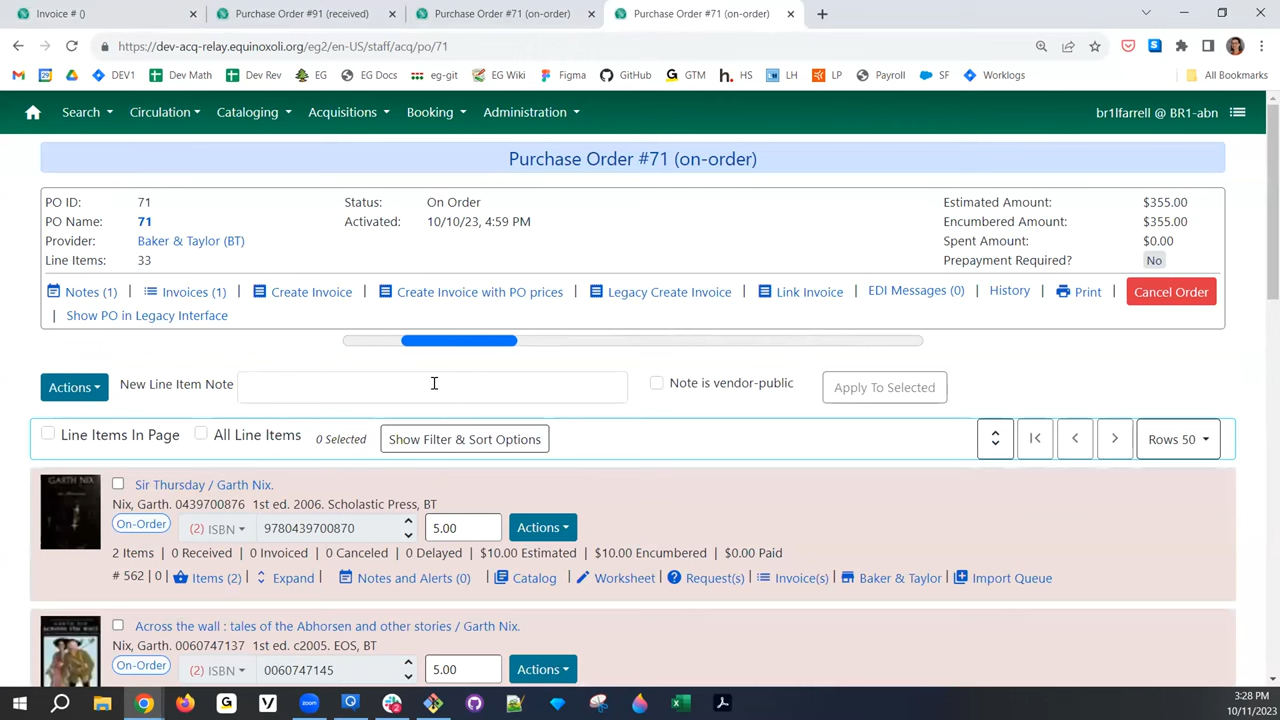 Invoice # 0
Purchase Order #91 (received)
Purchase Order #71 (on-order)
Purchase Order #71 (on-order)
https://dev-acq-relay.equinoxoli.org/eg2/en-US/staff/acq/po/71
DEV1 Dev Math Dev Rev EG EG Docs eg-git EG Wiki Figma GitHub GTM HS LH LP Payroll SF Worklogs All Bookmarks
Search Circulation Cataloging Acquisitions Booking Administration br1lfarrell @ BR1-abn
Purchase Order #71 (on-order)
PO ID: 71 Status: On Order Estimated Amount: $355.00
PO Name: 71 Activated: 10/10/23, 4:59 PM Encumbered Amount: $355.00
Provider: Baker & Taylor (BT) Spent Amount: $0.00
Line Items: 33 Prepayment Required? No
Notes (1) | Invoices (1) | Create Invoice | Create Invoice with PO prices | Legacy Create Invoice | Link Invoice | EDI Messages (0) | History | Print | Cancel Order
| Show PO in Legacy Interface
Actions New Line Item Note Note is vendor-public Apply To Selected
Line Items In Page All Line Items 0 Selected Show Filter & Sort Options Rows 50
GARTH NIX
Sir Thursday / Garth Nix.
Nix, Garth. 0439700876 1st ed. 2006. Scholastic Press, BT
On-Order (2) ISBN 9780439700870 5.00 Actions
2 Items | 0 Received | 0 Invoiced | 0 Canceled | 0 Delayed | $10.00 Estimated | $10.00 Encumbered | $0.00 Paid
# 562 | 0 | Items (2) | Expand | Notes and Alerts (0) | Catalog | Worksheet | Request(s) | Invoice(s) | Baker & Taylor | Import Queue
Across the wall : tales of the Abhorsen and other stories / Garth Nix.
Nix, Garth. 0060747137 1st ed. c2005. EOS, BT
On-Order (2) ISBN 0060747145 5.00 Actions
3:28 PM
10/11/2023